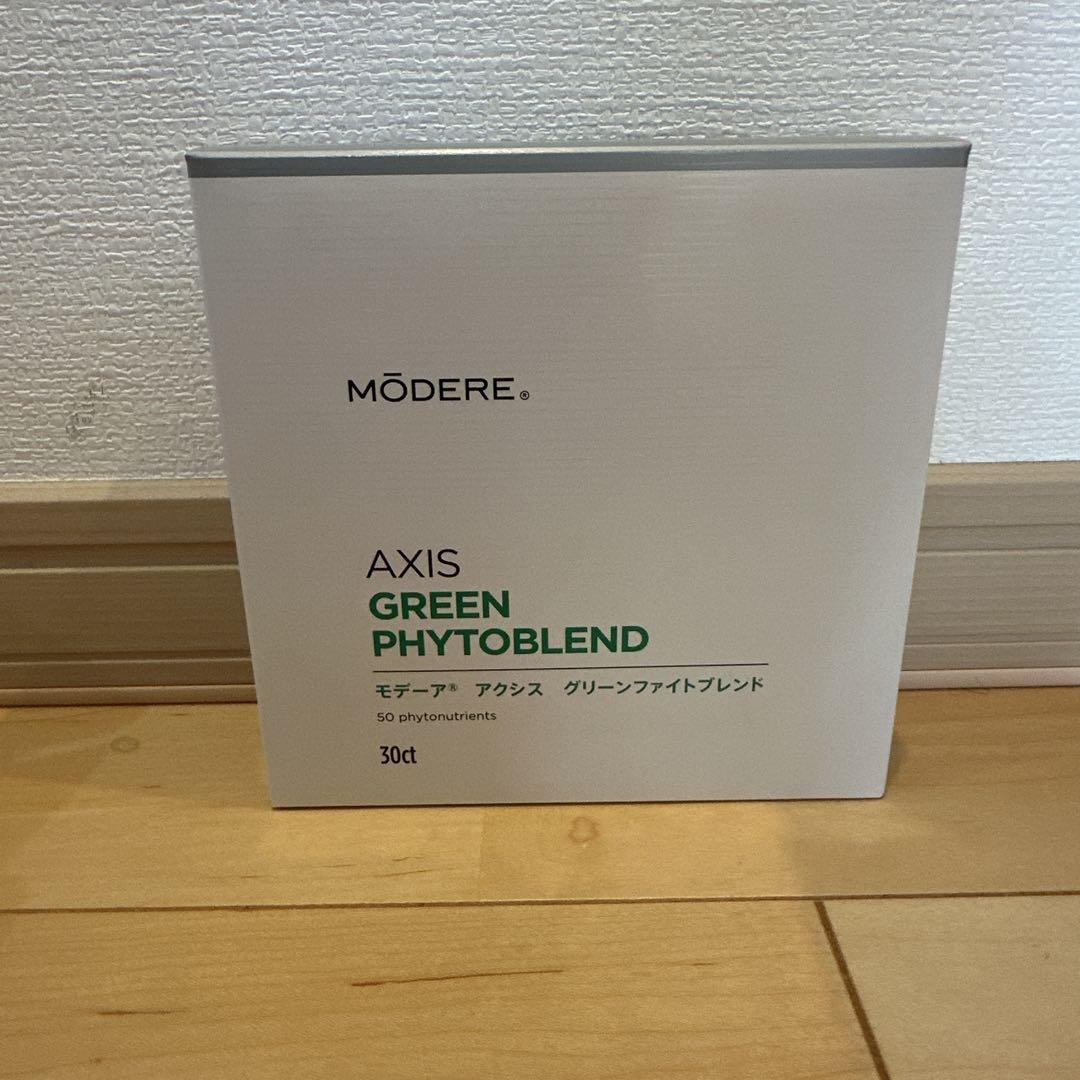 MŌDERE®
AXIS
GREEN
PHYTOBLEND
モデーア® アクシス グリーンファイトブレンド
50 phytonutrients
30ct